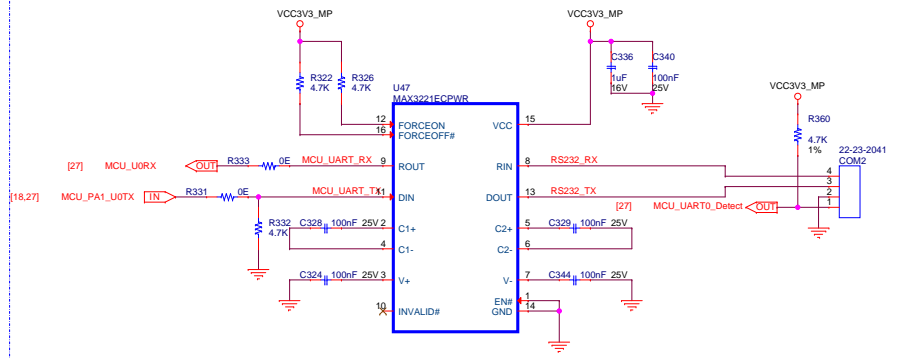 VCC3V3_MP
VCC3V3_MP
R322
4.7K
R326
4.7K
C336
1uF
16V
C340
100nF
25V
VCC3V3_MP
U47
MAX3221ECPWR
R360
4.7K
1%
12 FORCEON
16 FORCEOFF#
VCC 15
22-23-2041
COM2
[27] MCU_U0RX OUT R333 0E MCU_UART_RX 9 ROUT
RIN 8 RS232_RX
4
3
2
1
[18,27] MCU_PA1_U0TX IN R331 0E MCU_UART_TX 11 DIN
DOUT 13 RS232_TX
[27] MCU_UART0_Detect OUT
R332
4.7K
C328 100nF 25V 2 C1+
C2+ 5 C329 100nF 25V
4 C1-
C2- 6
C324 100nF 25V 3 V+
V- 7 C344 100nF 25V
EN# 1
10 INVALID#
GND 14